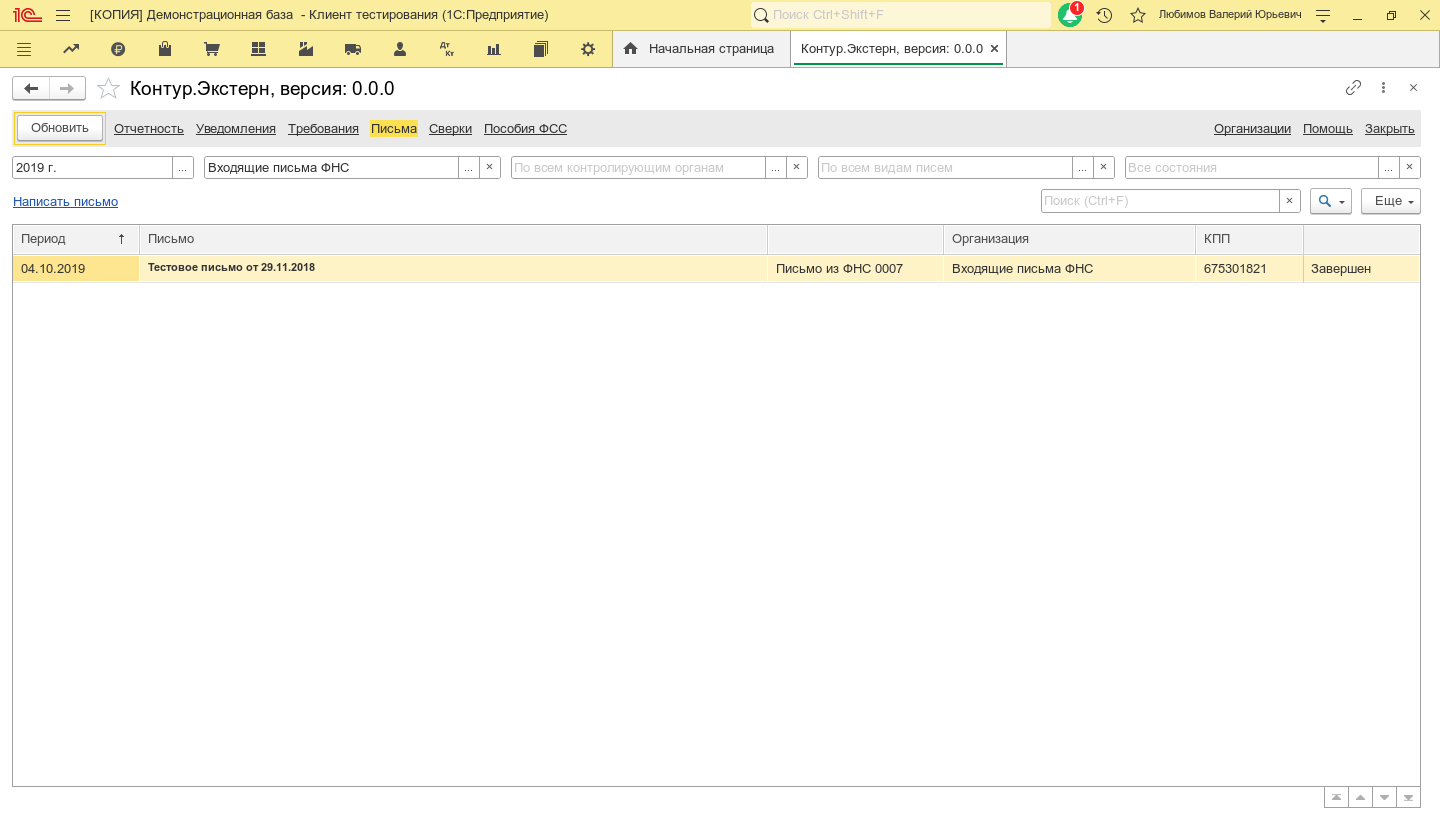 1С [КОПИЯ] Демонстрационная база - Клиент тестирования (1С:Предприятие) Поиск Ctrl+Shift+F 1 Любимов Валерий Юрьевич
Дт Кт Начальная страница Контур.Экстерн, версия: 0.0.0 ×
Контур.Экстерн, версия: 0.0.0
Обновить Отчетность Уведомления Требования Письма Сверки Пособия ФСС Организации Помощь Закрыть
2019 г. ... Входящие письма ФНС ... × По всем контролирующим органам ... × По всем видам писем ... × Все состояния ... ×
Написать письмо Поиск (Ctrl+F) × Еще
Период Письмо Организация КПП
04.10.2019 Тестовое письмо от 29.11.2018 Письмо из ФНС 0007 Входящие письма ФНС 675301821 Завершен